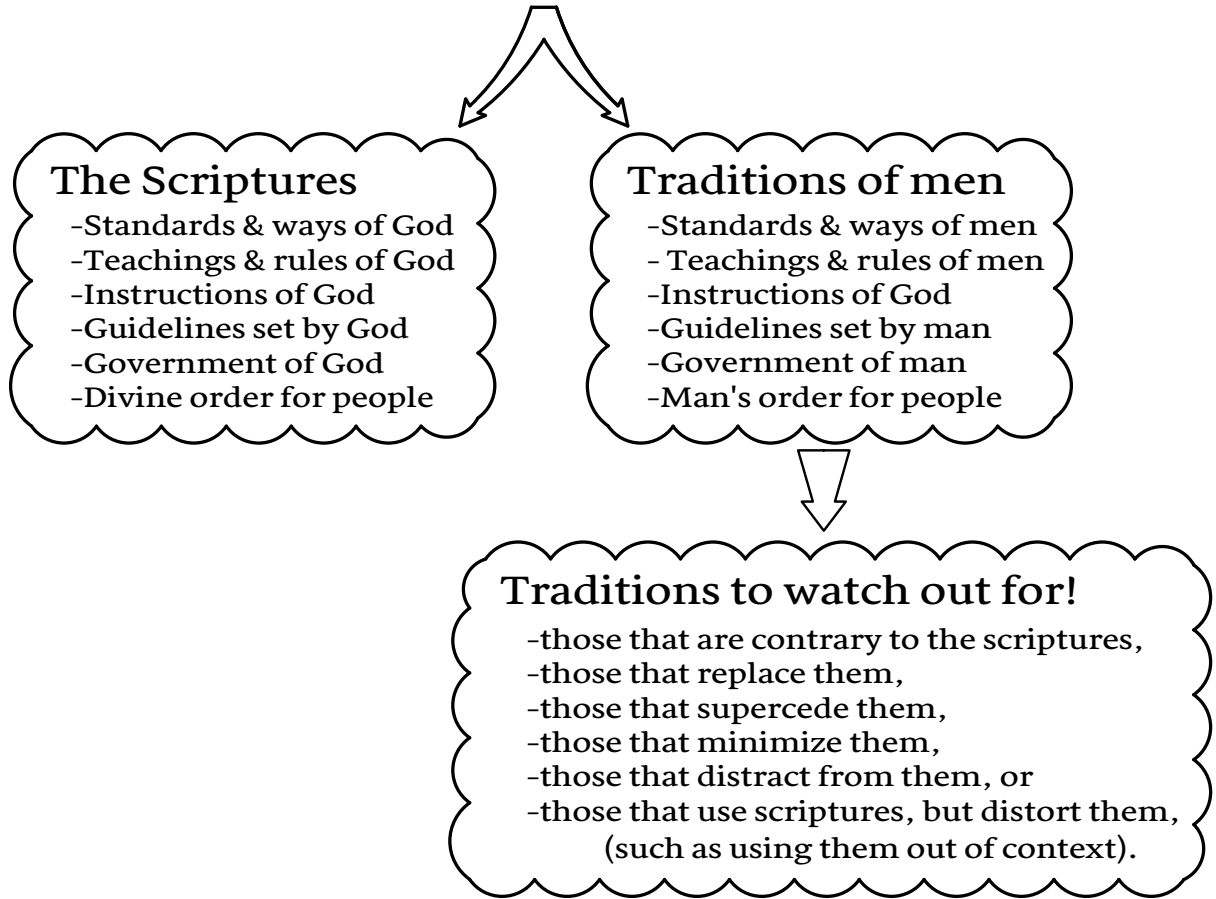 The Scriptures
-Standards & ways of God
-Teachings & rules of God
-Instructions of God
-Guidelines set by God
-Government of God
-Divine order for people
Traditions of men
-Standards & ways of men
- Teachings & rules of men
-Instructions of God
-Guidelines set by man
-Government of man
-Man's order for people
Traditions to watch out for!
-those that are contrary to the scriptures,
-those that replace them,
-those that supercede them,
-those that minimize them,
-those that distract from them, or
-those that use scriptures, but distort them,
(such as using them out of context).